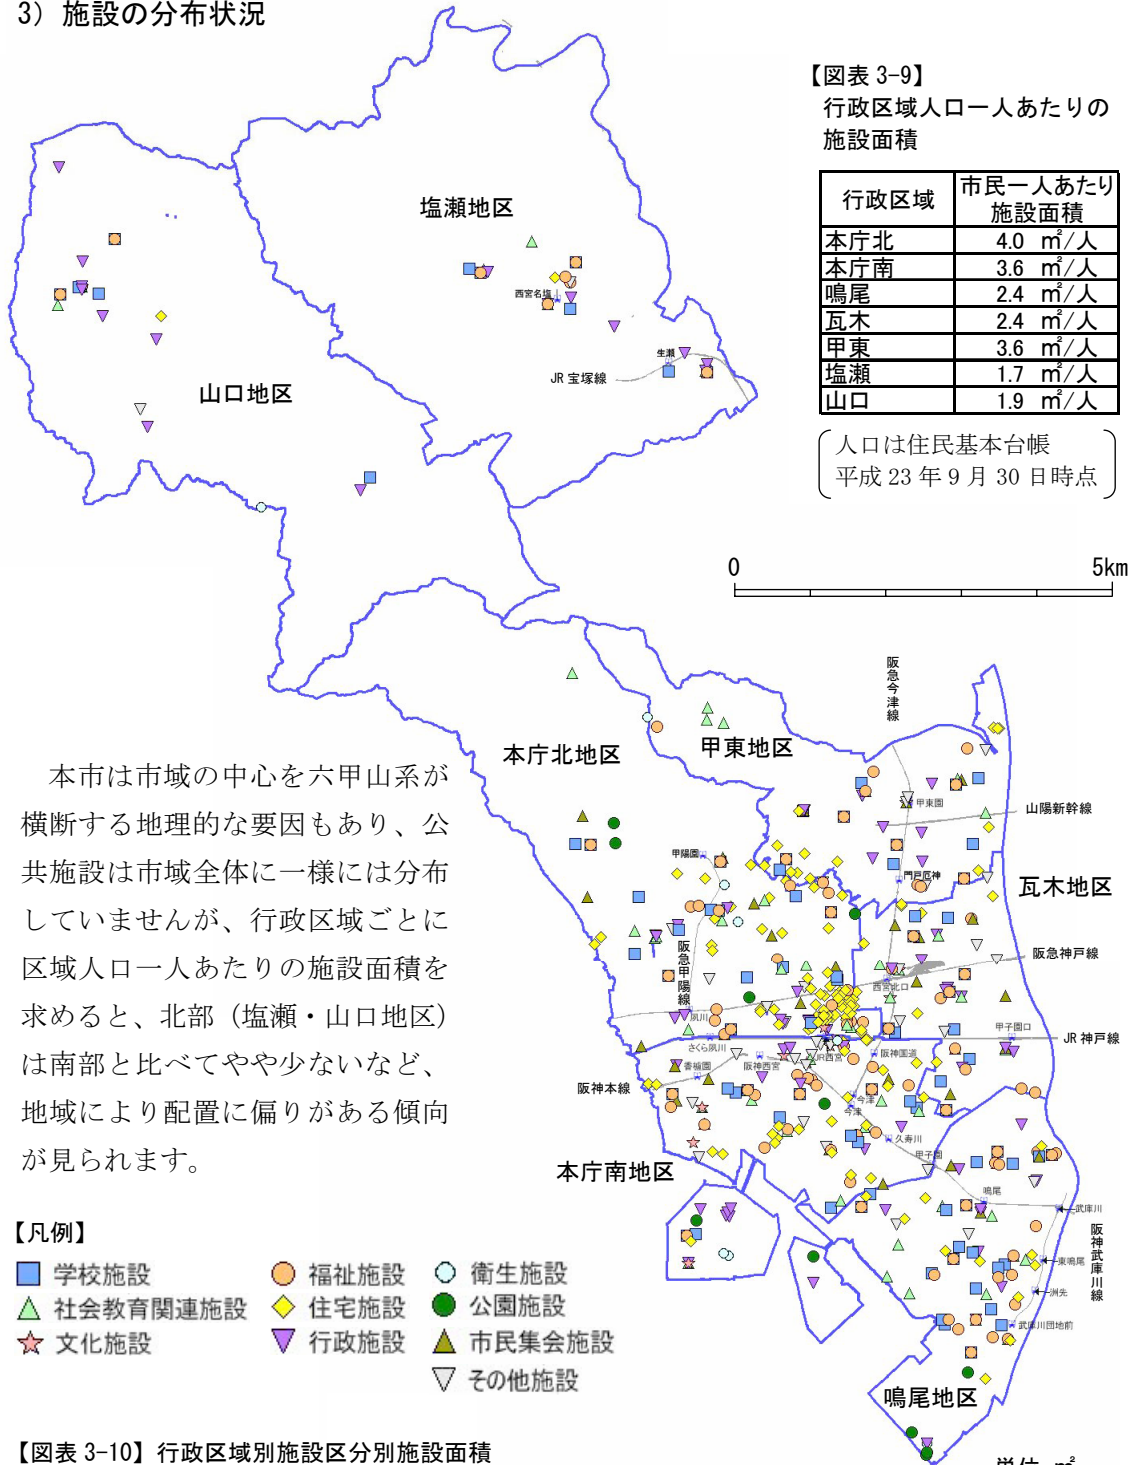 3）施設の分布状況
【図表 3-9】
行政区域人口一人あたりの
施設面積
行政区域 市民一人あたり施設面積
本庁北 4.0 ㎡/人
本庁南 3.6 ㎡/人
鳴尾 2.4 ㎡/人
瓦木 2.4 ㎡/人
甲東 3.6 ㎡/人
塩瀬 1.7 ㎡/人
山口 1.9 ㎡/人
人口は住民基本台帳
平成 23 年 9 月 30 日時点
塩瀬地区
西宮名塩
生瀬
JR 宝塚線
山口地区
0 5km
阪急今津線
本庁北地区
甲東地区
甲東園
山陽新幹線
甲陽園
門戸厄神
瓦木地区
阪急甲陽線
阪急神戸線
西宮北口
夙川
甲子園口
さくら夙川
JR西宮
JR 神戸線
香櫨園
阪神西宮
阪神国道
阪神本線
今津
今津
久寿川
甲子園
本庁南地区
鳴尾
武庫川
阪神武庫川線
東鳴尾
洲先
武庫川団地前
鳴尾地区
本市は市域の中心を六甲山系が
横断する地理的な要因もあり、公
共施設は市域全体に一様には分布
していませんが、行政区域ごとに
区域人口一人あたりの施設面積を
求めると、北部（塩瀬・山口地区）
は南部と比べてやや少ないなど、
地域により配置に偏りがある傾向
が見られます。
【凡例】
学校施設 福祉施設 衛生施設
社会教育関連施設 住宅施設 公園施設
文化施設 行政施設 市民集会施設
その他施設
【図表 3-10】行政区域別施設区分別施設面積
単位 ㎡